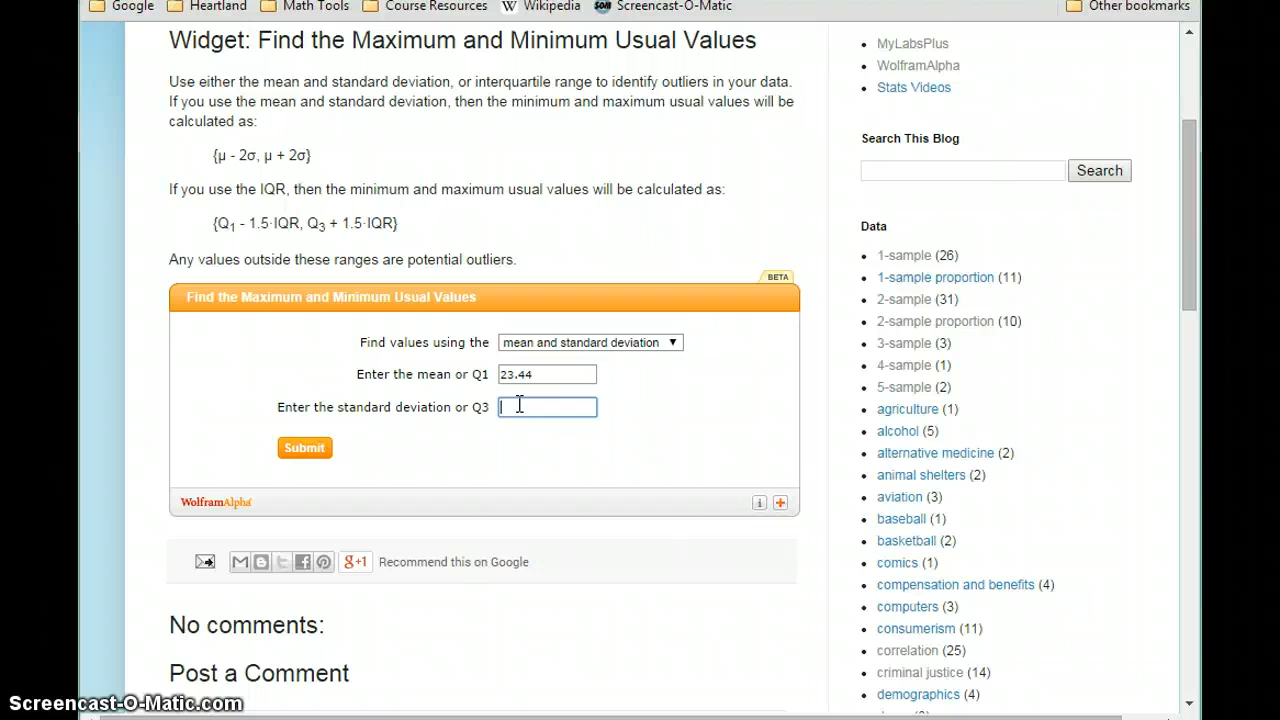 Google Heartland Math Tools Course Resources W Wikipedia SOM Screencast-O-Matic Other bookmarks
Widget: Find the Maximum and Minimum Usual Values
Use either the mean and standard deviation, or interquartile range to identify outliers in your data.
If you use the mean and standard deviation, then the minimum and maximum usual values will be
calculated as:
{μ - 2σ, μ + 2σ}
If you use the IQR, then the minimum and maximum usual values will be calculated as:
{Q1 - 1.5·IQR, Q3 + 1.5·IQR}
Any values outside these ranges are potential outliers.
BETA
Find the Maximum and Minimum Usual Values
Find values using the mean and standard deviation ▼
Enter the mean or Q1 23.44
Enter the standard deviation or Q3
Submit
WolframAlpha
g+1 Recommend this on Google
No comments:
Post a Comment
MyLabsPlus
WolframAlpha
Stats Videos
Search This Blog
Search
Data
1-sample (26)
1-sample proportion (11)
2-sample (31)
2-sample proportion (10)
3-sample (3)
4-sample (1)
5-sample (2)
agriculture (1)
alcohol (5)
alternative medicine (2)
animal shelters (2)
aviation (3)
baseball (1)
basketball (2)
comics (1)
compensation and benefits (4)
computers (3)
consumerism (11)
correlation (25)
criminal justice (14)
demographics (4)
Screencast-O-Matic.com